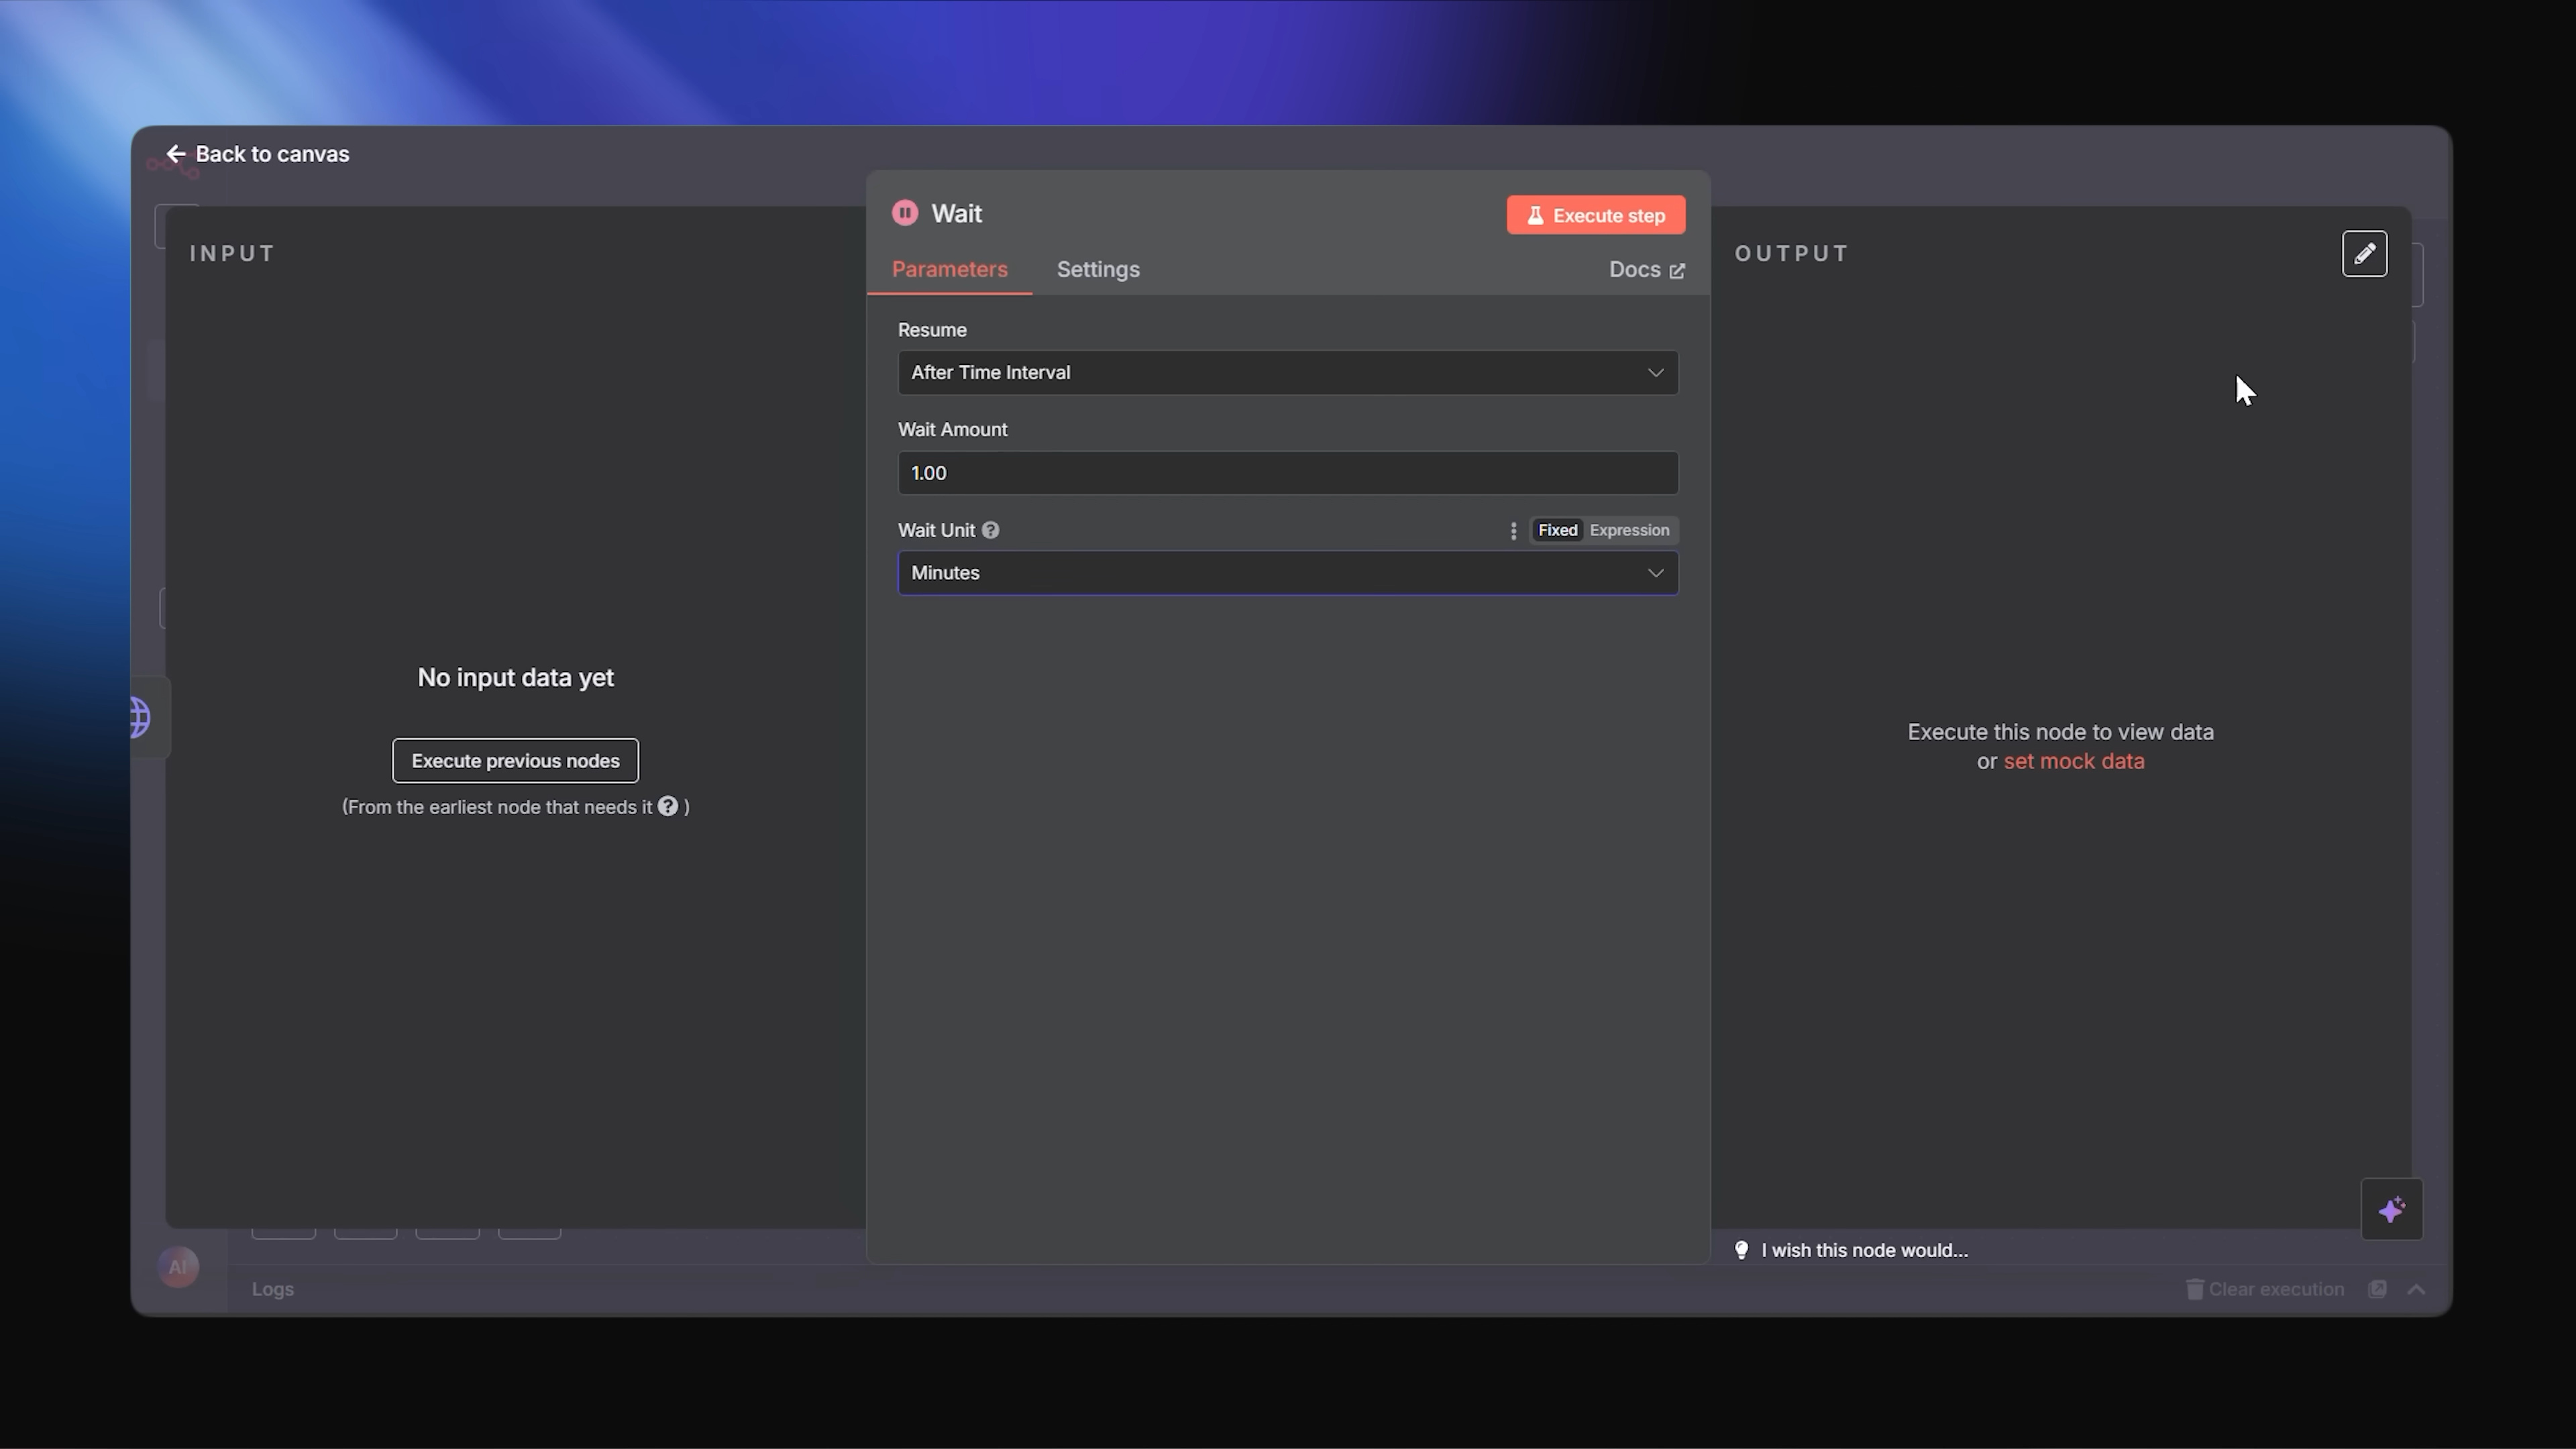 Back to canvas
INPUT
No input data yet
Execute previous nodes
(From the earliest node that needs it ? )
Wait
Execute step
Parameters
Settings
Docs
Resume
After Time Interval
Wait Amount
1.00
Wait Unit ?
Fixed Expression
Minutes
OUTPUT
Execute this node to view data
or set mock data
I wish this node would...
AI
Logs
Clear execution